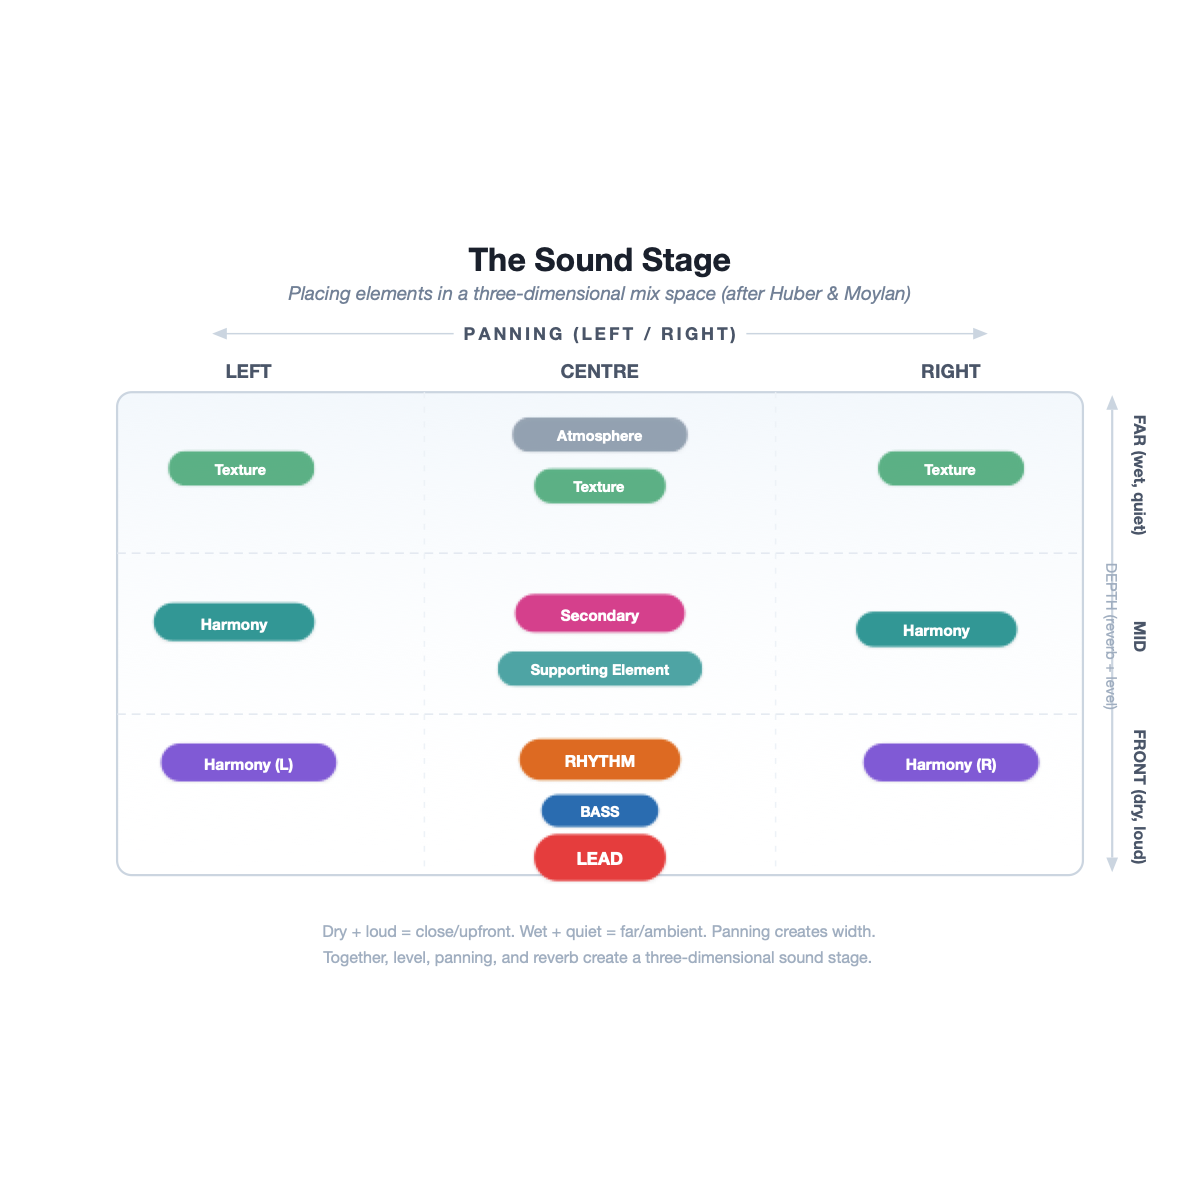 The Sound Stage
Placing elements in a three-dimensional mix space (after Huber & Moylan)
PANNING (LEFT / RIGHT)
LEFT
CENTRE
RIGHT
Atmosphere
Texture
Texture
Texture
FAR (wet, quiet)
Harmony
Secondary
Harmony
Supporting Element
MID
DEPTH (reverb + level)
Harmony (L)
RHYTHM
Harmony (R)
BASS
LEAD
FRONT (dry, loud)
Dry + loud = close/upfront. Wet + quiet = far/ambient. Panning creates width.
Together, level, panning, and reverb create a three-dimensional sound stage.